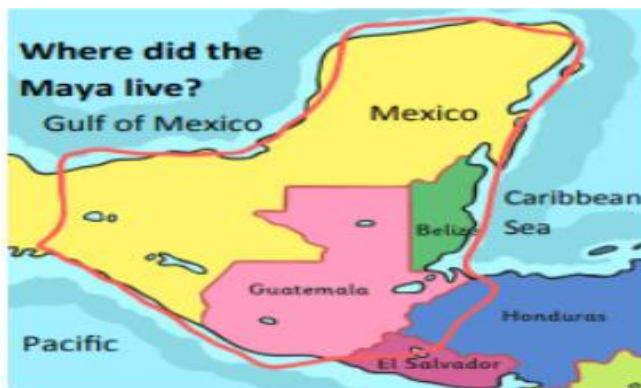 Where did the
Maya live?
Gulf of Mexico
Mexico
Caribbean
Sea
Belize
Guatemala
Honduras
Pacific
El Salvador